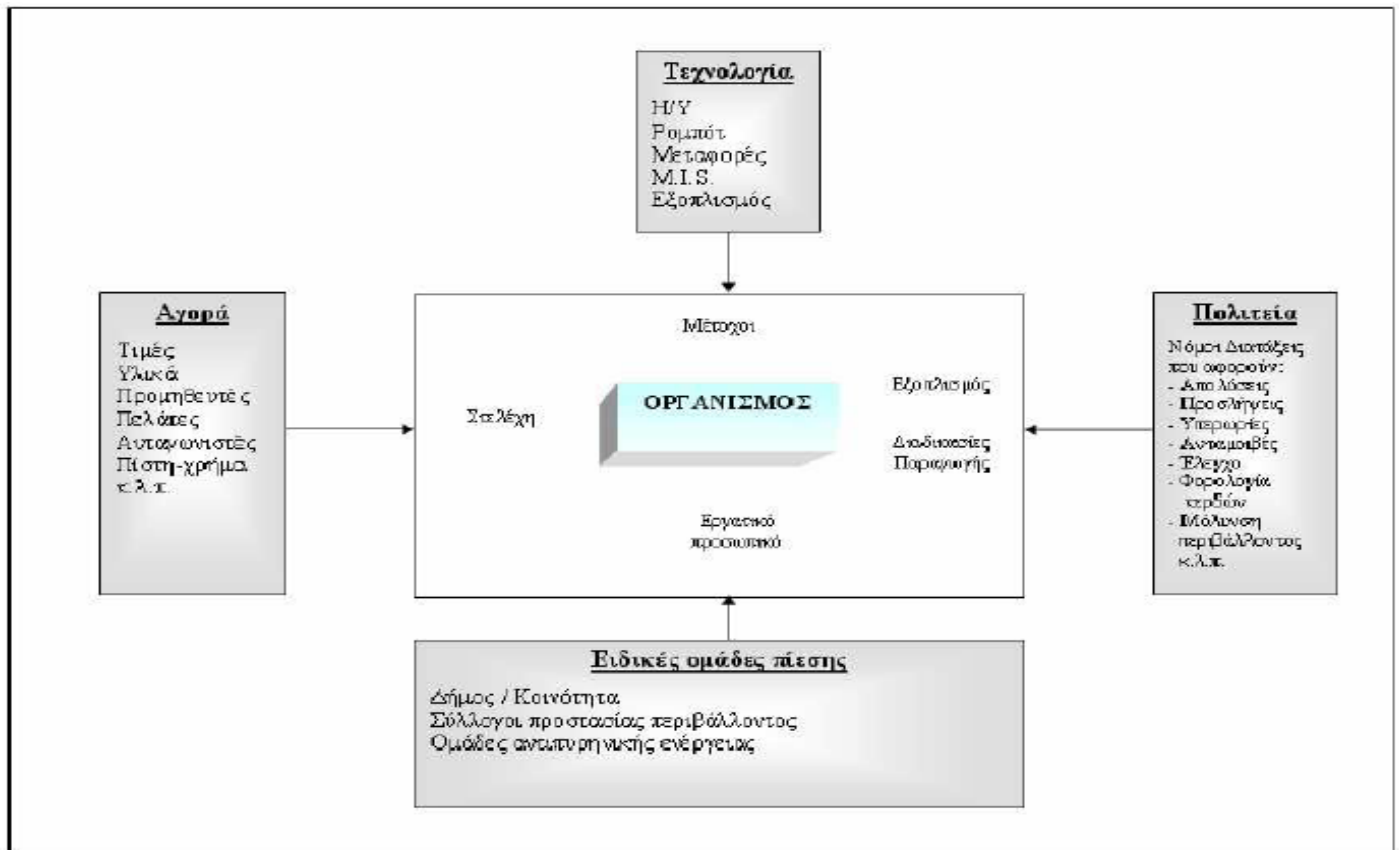 Τεχνολογία
Η/Υ
Ρομπότ
Μεταφορές
M.I.S.
Εξοπλισμός
Αγορά
Τιμές
Υλικά
Προμηθευτές
Πελάτες
Ανταγωνιστές
Πίστη-χρήμα
κ.λ.π.
Μέτοχοι
Στελέχη
ΟΡΓΑΝΙΣΜΟΣ
Εξοπλισμός
Διαδικασίες
Παραγωγής
Εργατικό
προσωπικό
Πολιτεία
Νόμοι Διατάξεις
που αφορούν:
- Απολύσεις
- Προσλήψεις
- Υπερωρίες
- Ανταμοιβές
- Έλεγχο
- Φορολογία
κερδών
- Μόλυνση
περιβάλλοντος
κ.λ.π.
Ειδικές ομάδες πίεσης
Δήμος / Κοινότητα
Σύλλογοι προστασίας περιβάλλοντος
Ομάδες αντιπυρηνικής ενέργειας